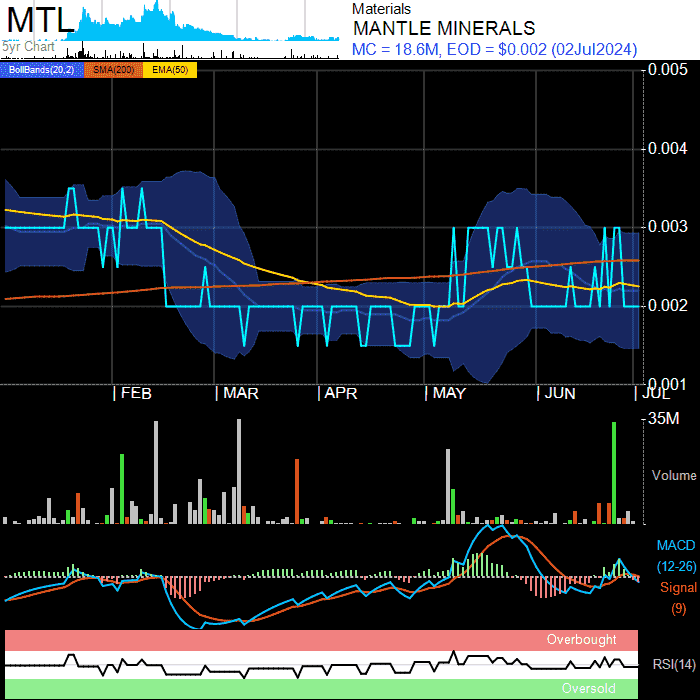 MTL
5yr Chart
Materials
MANTLE MINERALS
MC = 18.6M, EOD = $0.002 (02Jul2024)
BollBands(20,2) SMA(200) EMA(50)
0.005
0.004
0.003
0.002
0.001
FEB MAR APR MAY JUN JUL
35M
Volume
MACD
(12-26)
Signal
(9)
Overbought
RSI(14)
Oversold